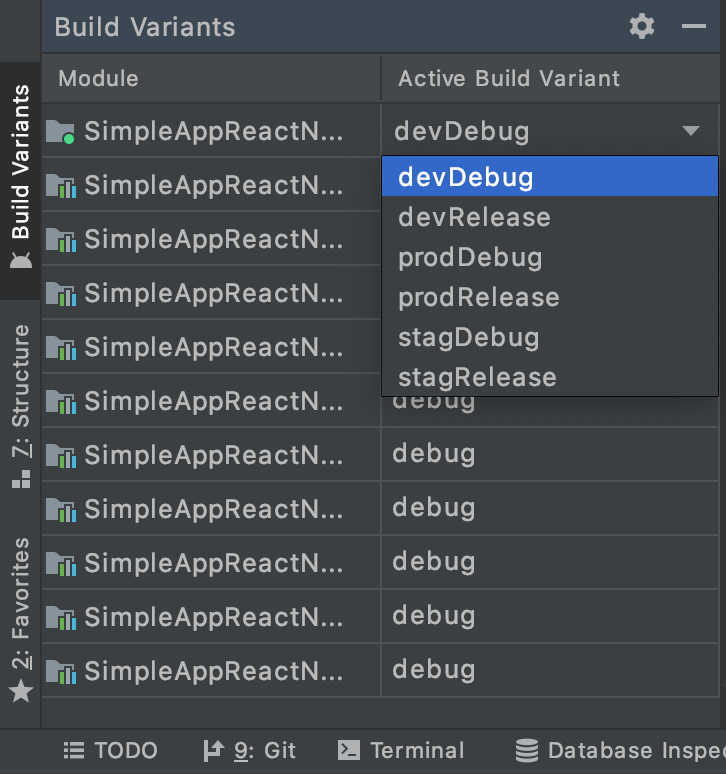 Build Variants
Module Active Build Variant
SimpleAppReactN... devDebug
SimpleAppReactN... devDebug
SimpleAppReactN... devRelease
prodDebug
SimpleAppReactN... prodRelease
SimpleAppReactN... stagDebug
stagRelease
SimpleAppReactN... debug
SimpleAppReactN... debug
SimpleAppReactN... debug
SimpleAppReactN... debug
SimpleAppReactN... debug
SimpleAppReactN... debug
Build Variants
7: Structure
2: Favorites
TODO 9: Git Terminal Database Inspe